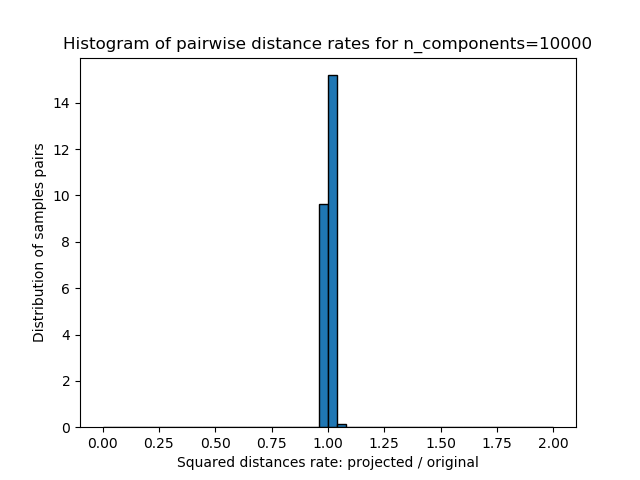 Histogram of pairwise distance rates for n_components=10000
14
12
10
8
6
4
2
0
Distribution of samples pairs
0.00 0.25 0.50 0.75 1.00 1.25 1.50 1.75 2.00
Squared distances rate: projected / original